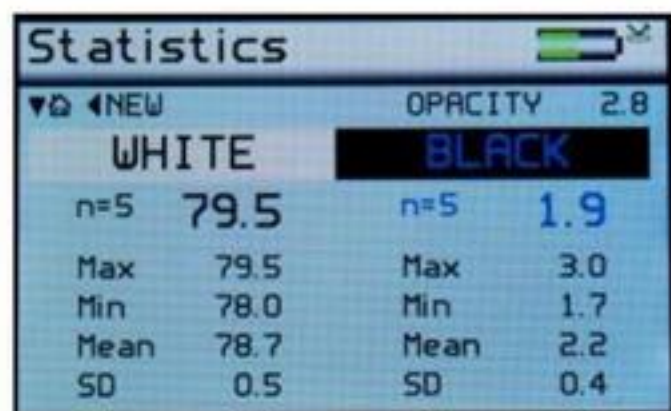 Statistics
NEW OPACITY 2.8
WHITE BLACK
n=5 79.5 n=5 1.9
Max 79.5 Max 3.0
Min 78.0 Min 1.7
Mean 78.7 Mean 2.2
SD 0.5 SD 0.4